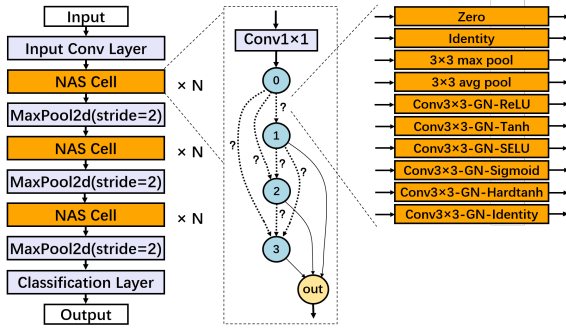 Input
Input Conv Layer
NAS Cell
× N
MaxPool2d(stride=2)
NAS Cell
× N
MaxPool2d(stride=2)
NAS Cell
× N
MaxPool2d(stride=2)
Classification Layer
Output
Conv1×1
0
?
1
?
?
?
2
?
?
3
out
Zero
Identity
3×3 max pool
3×3 avg pool
Conv3×3-GN-ReLU
Conv3×3-GN-Tanh
Conv3×3-GN-SELU
Conv3×3-GN-Sigmoid
Conv3×3-GN-Hardtanh
Conv3×3-GN-Identity